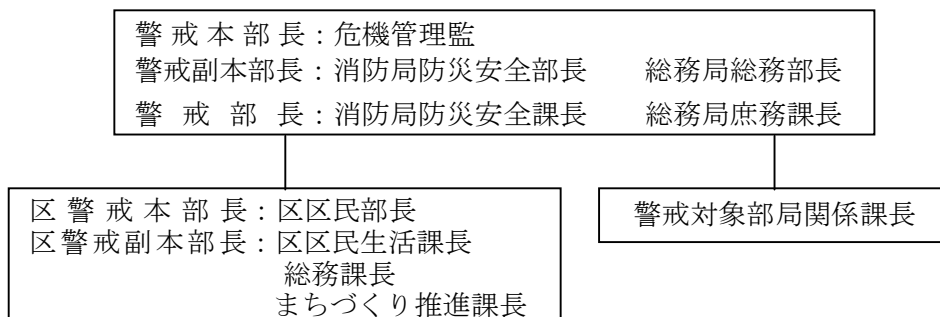 警戒本部長：危機管理監
警戒副本部長：消防局防災安全部長　　総務局総務部長
警戒部長：消防局防災安全課長　　総務局庶務課長
区警戒本部長：区区民部長
区警戒副本部長：区区民生活課長
総務課長
まちづくり推進課長
警戒対象部局関係課長